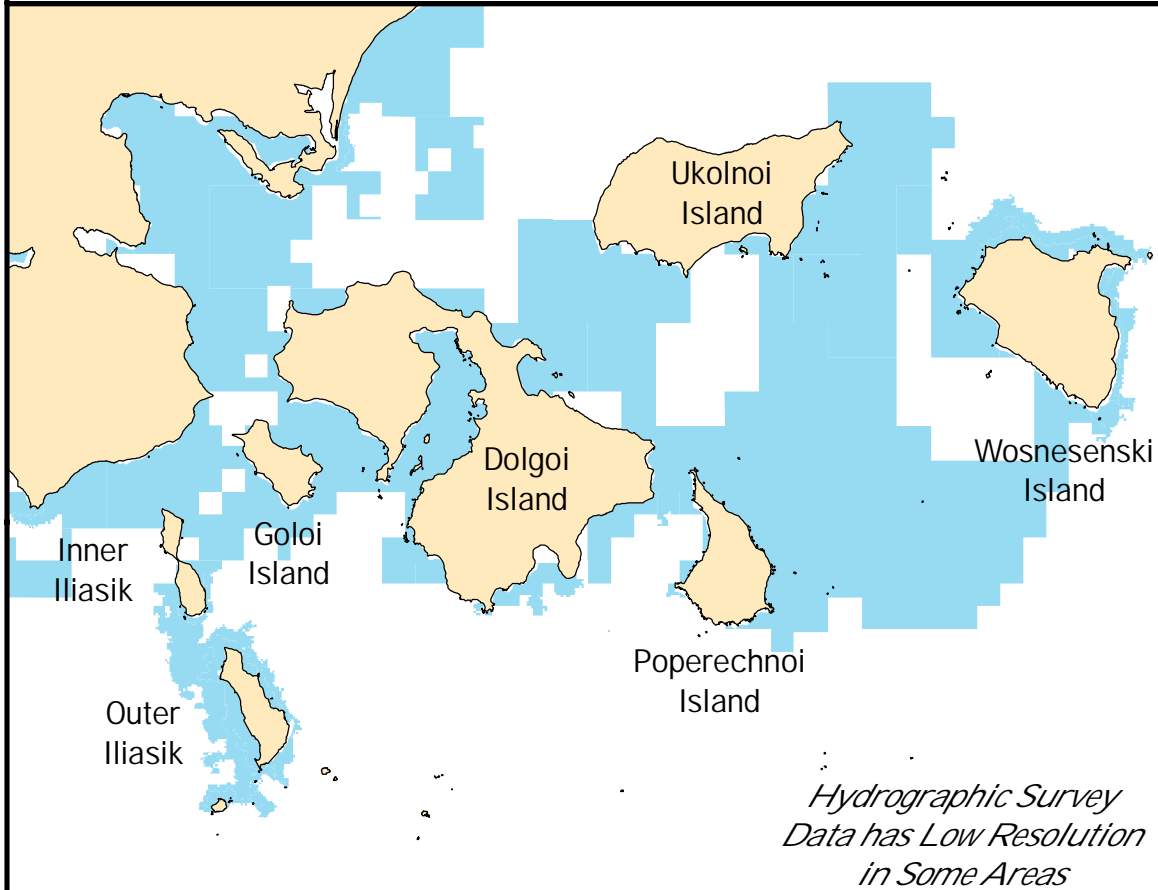 Ukolnoi
Island
Wosnesenski
Island
Dolgoi
Island
Goloi
Island
Inner
Iliasik
Poperechnoi
Island
Outer
Iliasik
Hydrographic Survey
Data has Low Resolution
in Some Areas